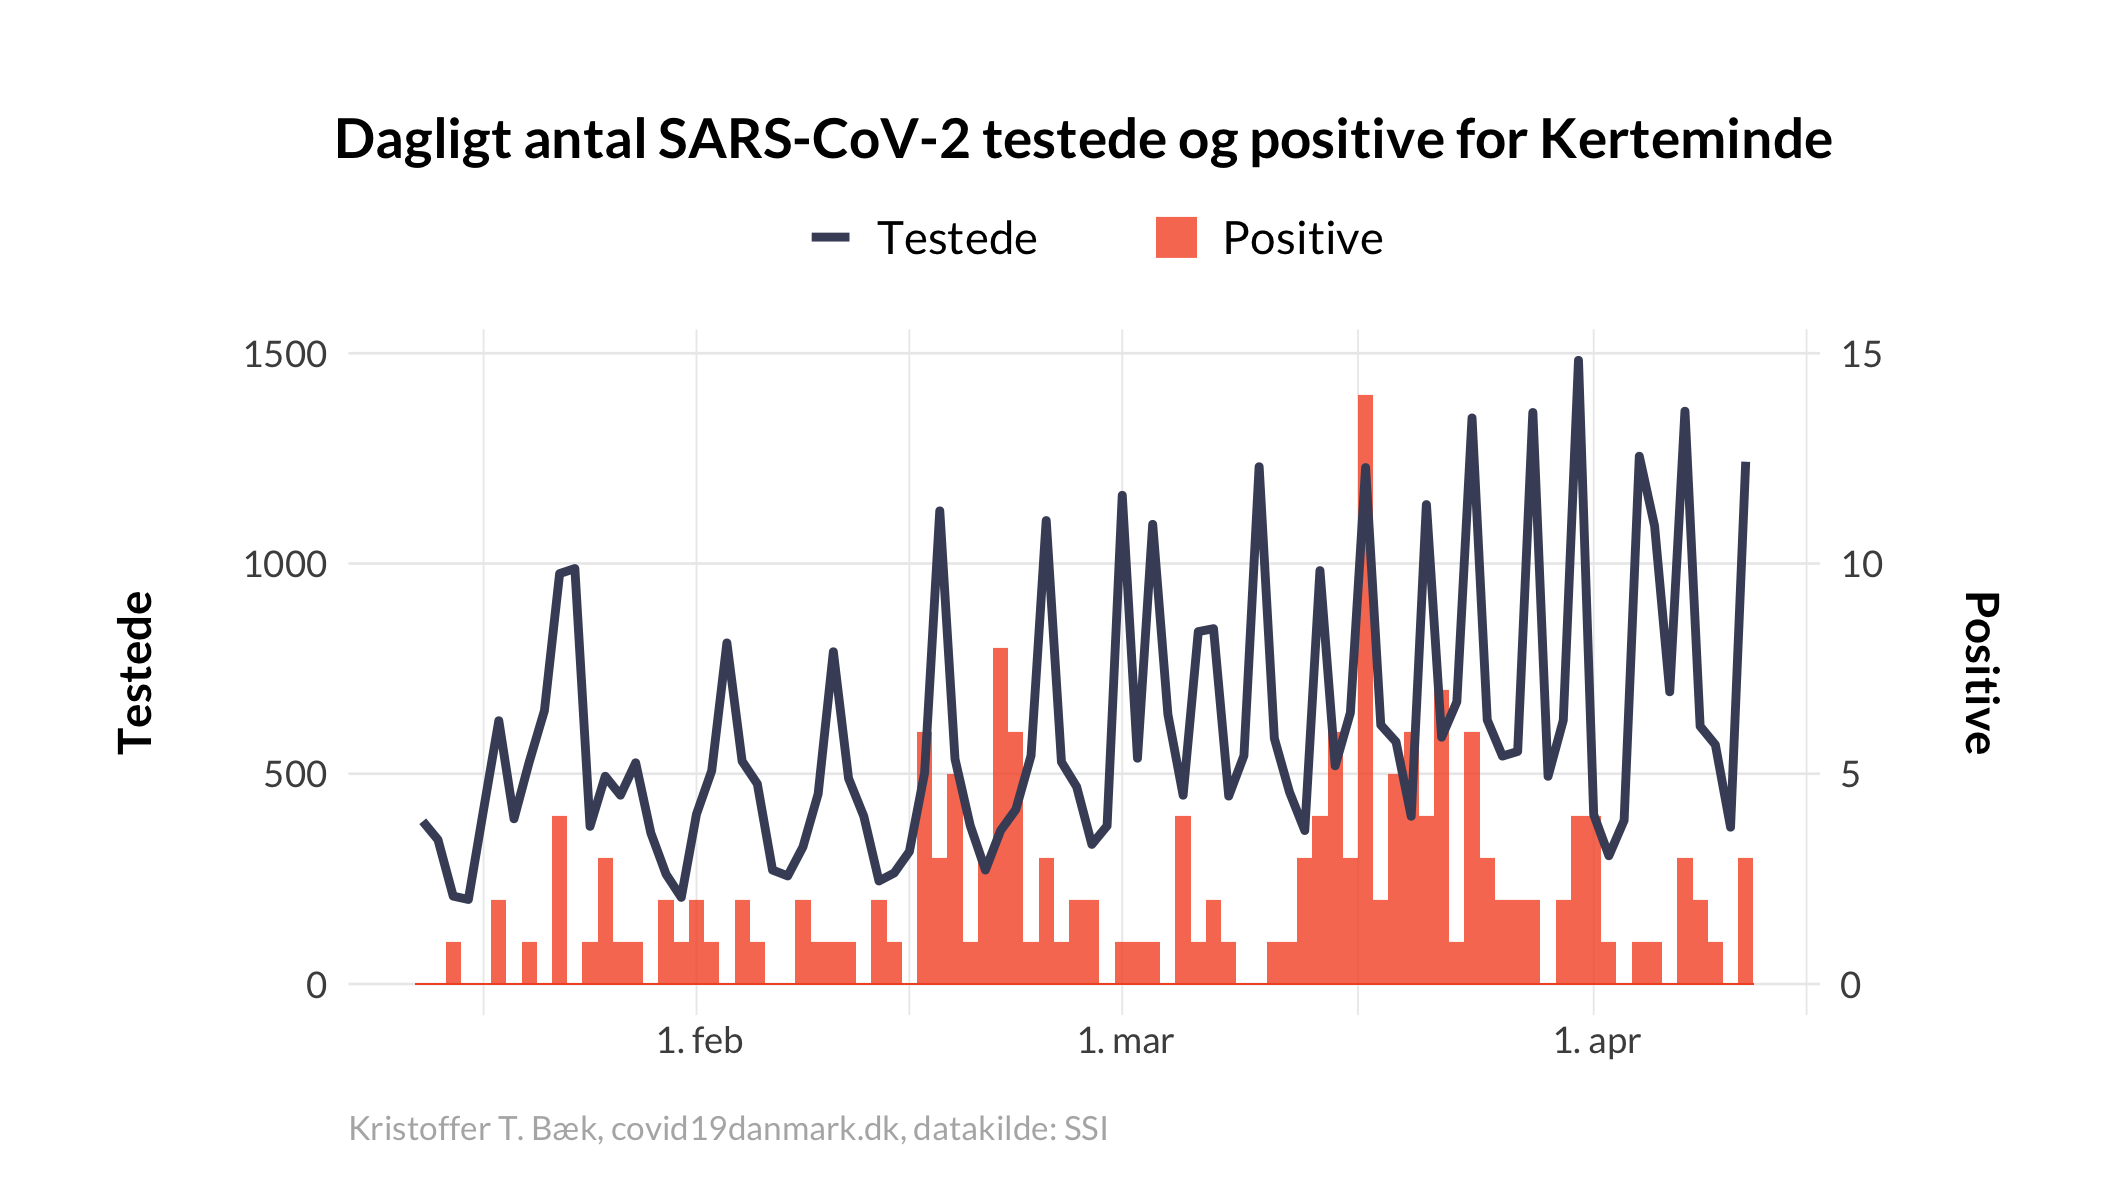 Dagligt antal SARS-CoV-2 testede og positive for Kerteminde
Testede Positive
1500 15
1000 10
Testede Positive
500 5
0 0
1. feb 1. mar 1. apr
Kristoffer T. Bæk, covid19danmark.dk, datakilde: SSI